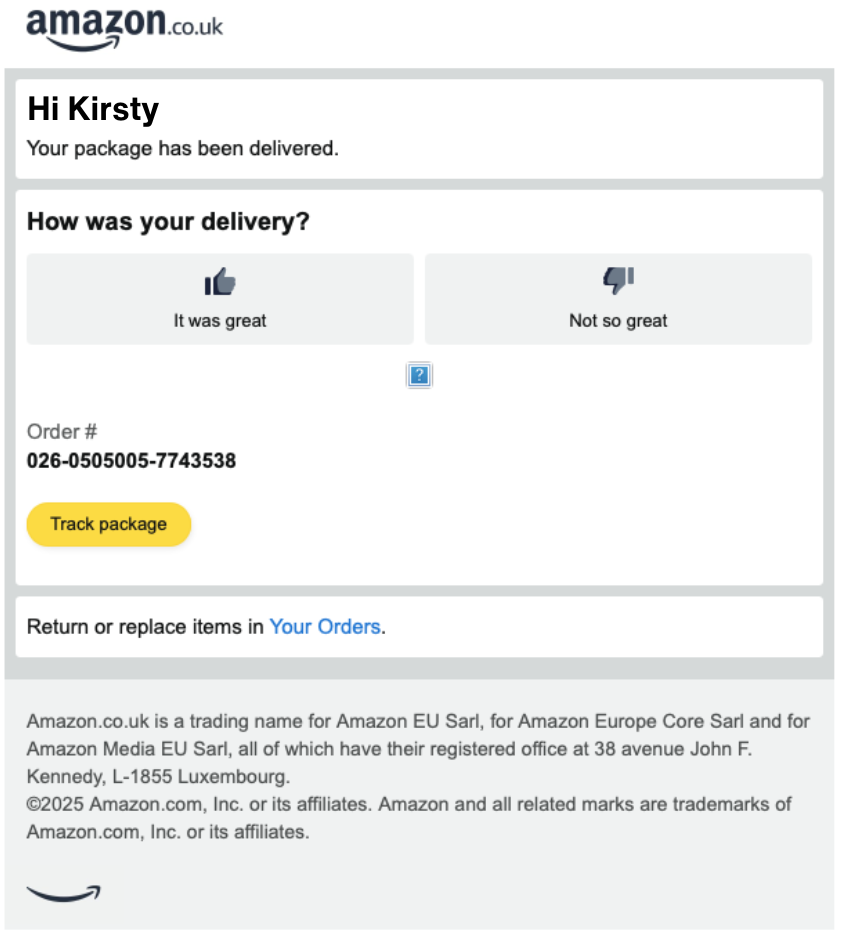 amazon.co.uk
Hi Kirsty
Your package has been delivered.
How was your delivery?
It was great
Not so great
?
Order #
026-0505005-7743538
Track package
Return or replace items in Your Orders.
Amazon.co.uk is a trading name for Amazon EU Sarl, for Amazon Europe Core Sarl and for
Amazon Media EU Sarl, all of which have their registered office at 38 avenue John F.
Kennedy, L-1855 Luxembourg.
©2025 Amazon.com, Inc. or its affiliates. Amazon and all related marks are trademarks of
Amazon.com, Inc. or its affiliates.